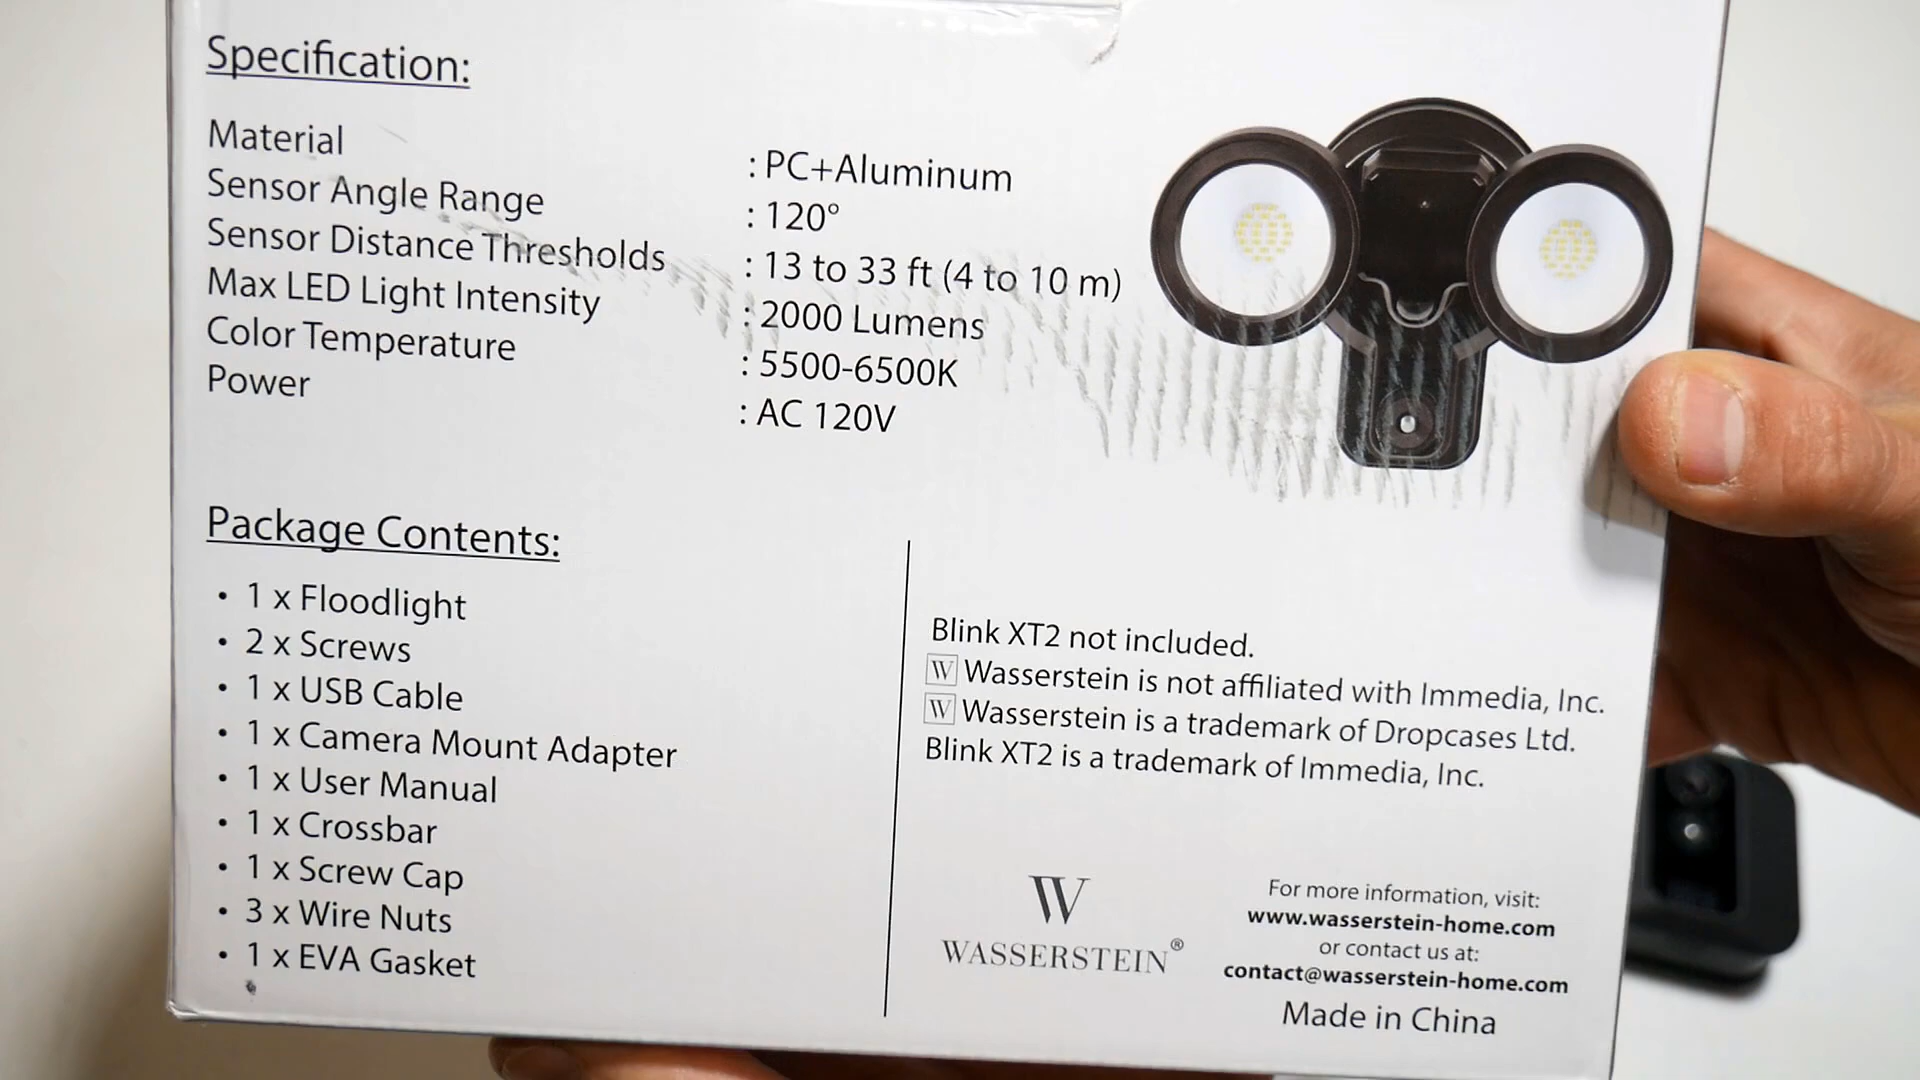 Specification:
Material : PC+Aluminum
Sensor Angle Range : 120°
Sensor Distance Thresholds : 13 to 33 ft (4 to 10 m)
Max LED Light Intensity : 2000 Lumens
Color Temperature : 5500-6500K
Power : AC 120V
Package Contents:
• 1 x Floodlight
• 2 x Screws
• 1 x USB Cable
• 1 x Camera Mount Adapter
• 1 x User Manual
• 1 x Crossbar
• 1 x Screw Cap
• 3 x Wire Nuts
• 1 x EVA Gasket
Blink XT2 not included.
W Wasserstein is not affiliated with Immedia, Inc.
W Wasserstein is a trademark of Dropcases Ltd.
Blink XT2 is a trademark of Immedia, Inc.
W
WASSERSTEIN®
For more information, visit:
www.wasserstein-home.com
or contact us at:
contact@wasserstein-home.com
Made in China